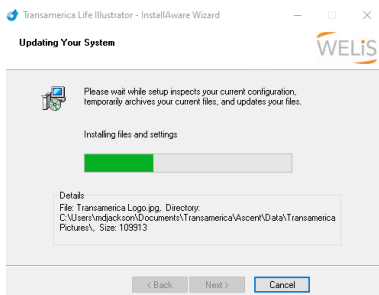 Transamerica Life Illustrator - InstallAware Wizard
Updating Your System
WELiS
Please wait while setup inspects your current configuration,
temporarily archives your current files, and updates your files.
Installing files and settings
Details
File: Transamerica Logo.jpg, Directory:
C:\Users\mdjackson\Documents\Transamerica\Ascent\Data\Transamerica
Pictures\, Size: 109913
< Back Next > Cancel